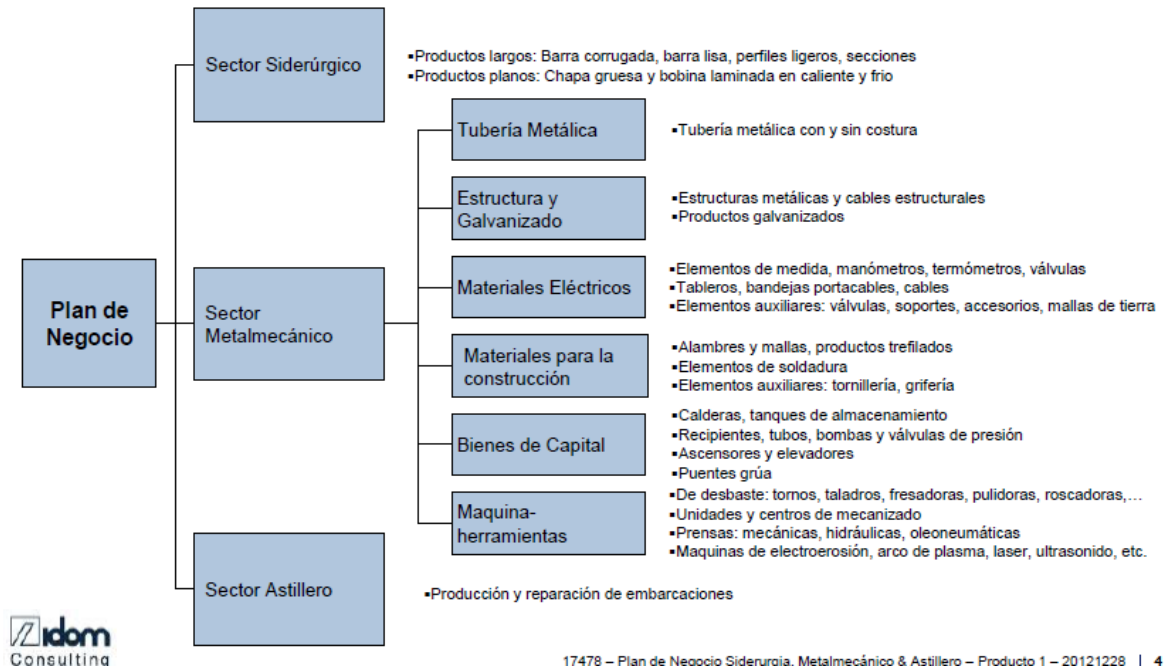 Sector Siderúrgico
▪Productos largos: Barra corrugada, barra lisa, perfiles ligeros, secciones
▪Productos planos: Chapa gruesa y bobina laminada en caliente y frio
Tubería Metálica
▪Tubería metálica con y sin costura
Estructura y
Galvanizado
▪Estructuras metálicas y cables estructurales
▪Productos galvanizados
Plan de
Negocio
Sector
Metalmecánico
Materiales Eléctricos
▪Elementos de medida, manómetros, termómetros, válvulas
▪Tableros, bandejas portacables, cables
▪Elementos auxiliares: válvulas, soportes, accesorios, mallas de tierra
Materiales para la
construcción
▪Alambres y mallas, productos trefilados
▪Elementos de soldadura
▪Elementos auxiliares: tornillería, grifería
Bienes de Capital
▪Calderas, tanques de almacenamiento
▪Recipientes, tubos, bombas y válvulas de presión
▪Ascensores y elevadores
▪Puentes grúa
Maquina-
herramientas
▪De desbaste: tornos, taladros, fresadoras, pulidoras, roscadoras,…
▪Unidades y centros de mecanizado
▪Prensas: mecánicas, hidráulicas, oleoneumáticas
▪Maquinas de electroerosión, arco de plasma, laser, ultrasonido, etc.
Sector Astillero
▪Producción y reparación de embarcaciones
idom
Consulting
17478 – Plan de Negocio Siderurgia, Metalmecánico & Astillero – Producto 1 – 20121228 | 4